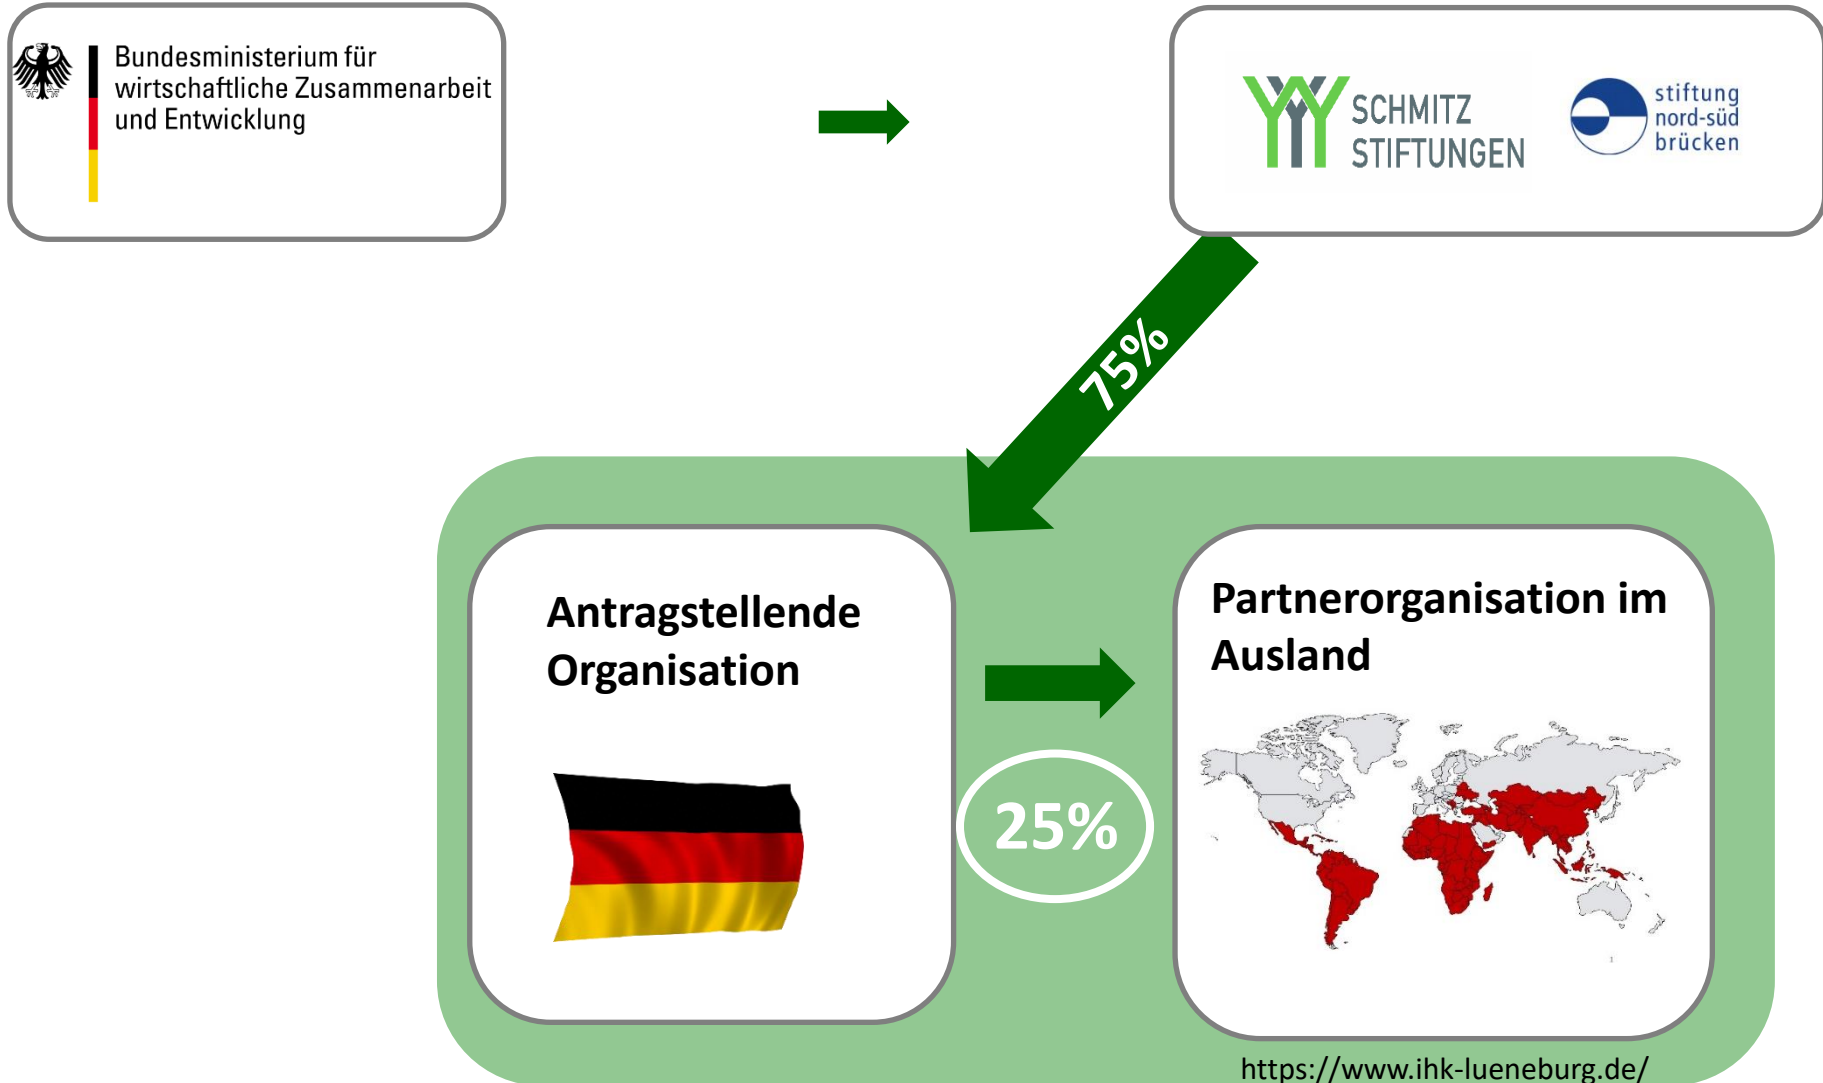 Bundesministerium für
wirtschaftliche Zusammenarbeit
und Entwicklung
SCHMITZ
STIFTUNGEN
stiftung
nord-süd
brücken
75%
Antragstellende
Organisation
25%
Partnerorganisation im
Ausland
1
https://www.ihk-lueneburg.de/